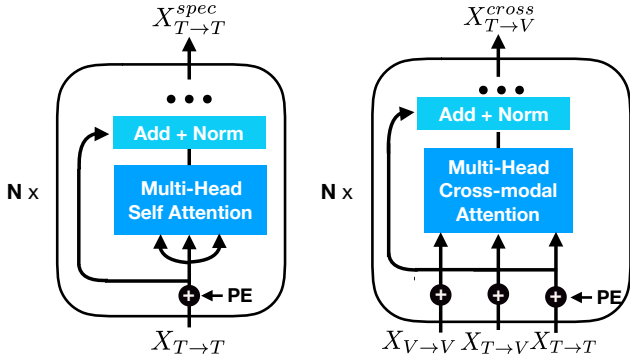 X_{T→T}^{spec}
Add + Norm
Multi-Head
Self Attention
N x
+
PE
X_{T→T}
X_{T→V}^{cross}
Add + Norm
Multi-Head
Cross-modal
Attention
N x
+ + +
PE
X_{V→V} X_{T→V} X_{T→T}